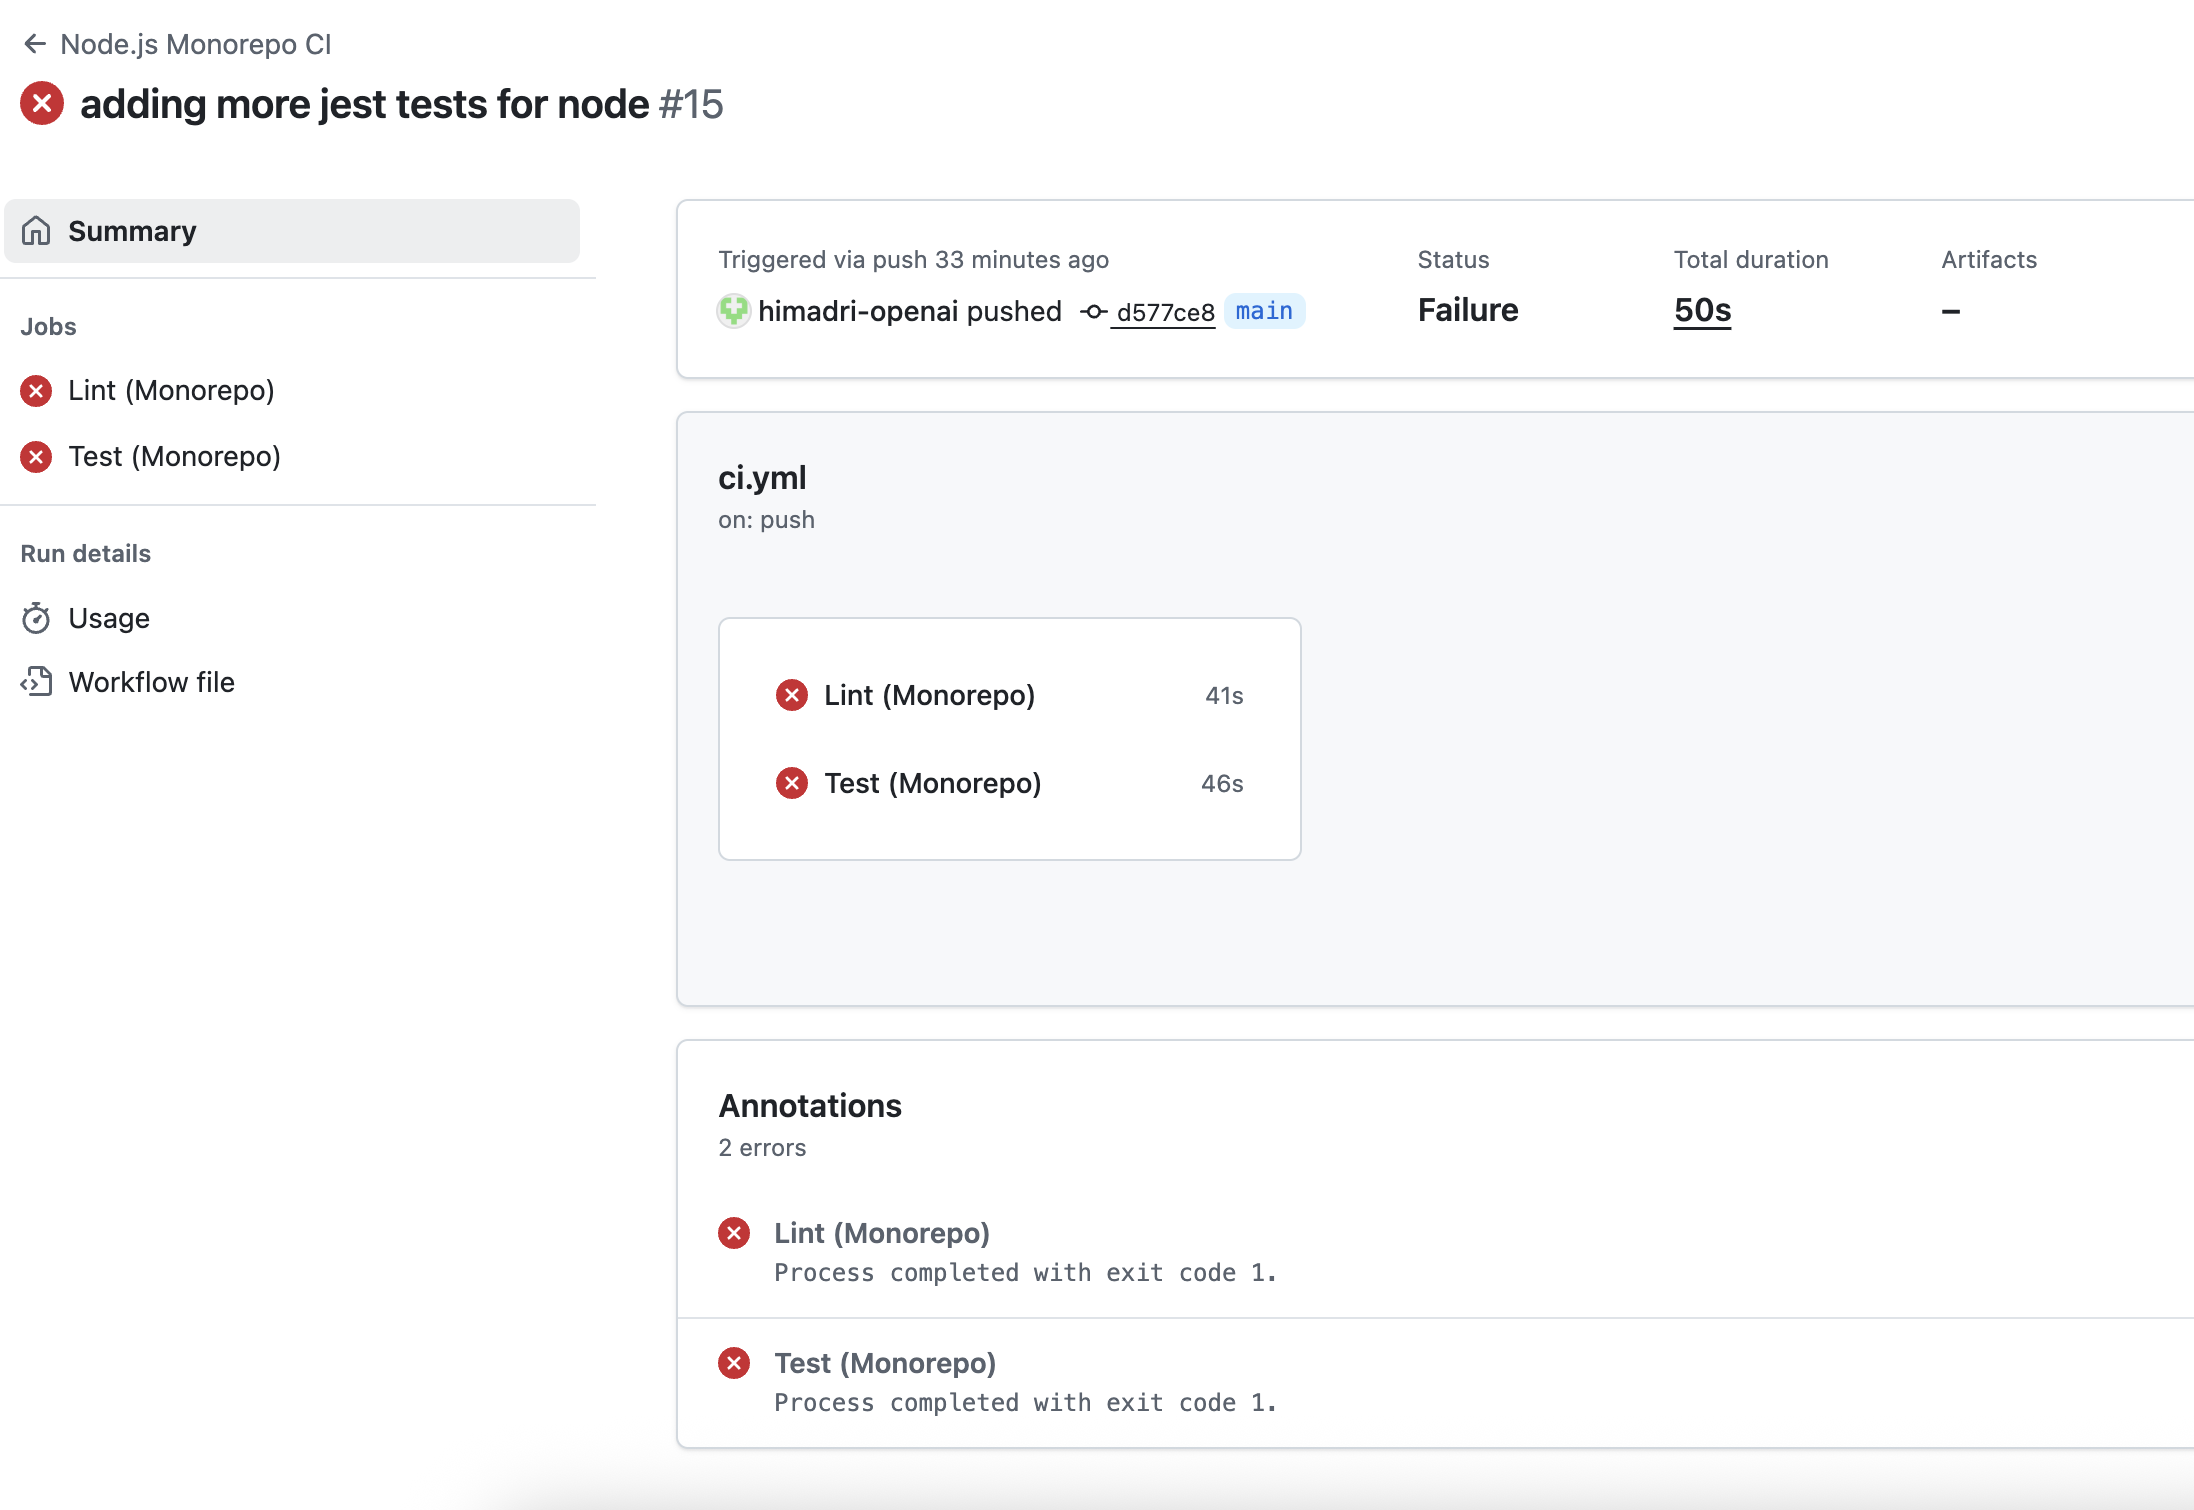 Node.js Monorepo CI
adding more jest tests for node #15
Summary
Jobs
Lint (Monorepo)
Test (Monorepo)
Run details
Usage
Workflow file
Triggered via push 33 minutes ago
himadri-openai pushed d577ce8 main
Status
Failure
Total duration
50s
Artifacts
–
ci.yml
on: push
Lint (Monorepo) 41s
Test (Monorepo) 46s
Annotations
2 errors
Lint (Monorepo)
Process completed with exit code 1.
Test (Monorepo)
Process completed with exit code 1.